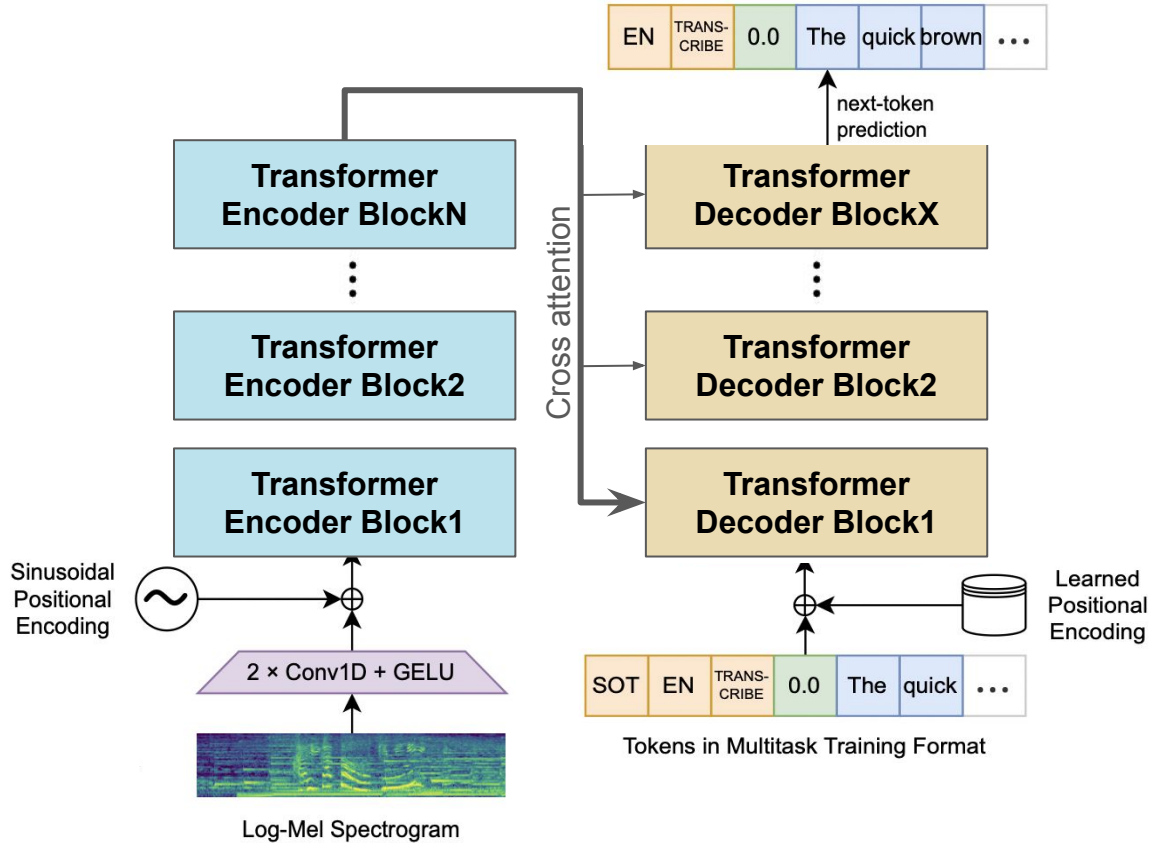 EN TRANS- CRIBE 0.0 The quick brown ...
next-token
prediction
Transformer
Encoder BlockN
Transformer
Decoder BlockX
Cross attention
Transformer
Encoder Block2
Transformer
Decoder Block2
Transformer
Encoder Block1
Transformer
Decoder Block1
Sinusoidal
Positional
Encoding
Learned
Positional
Encoding
2 × Conv1D + GELU
SOT EN TRANS- CRIBE 0.0 The quick ...
Tokens in Multitask Training Format
Log-Mel Spectrogram